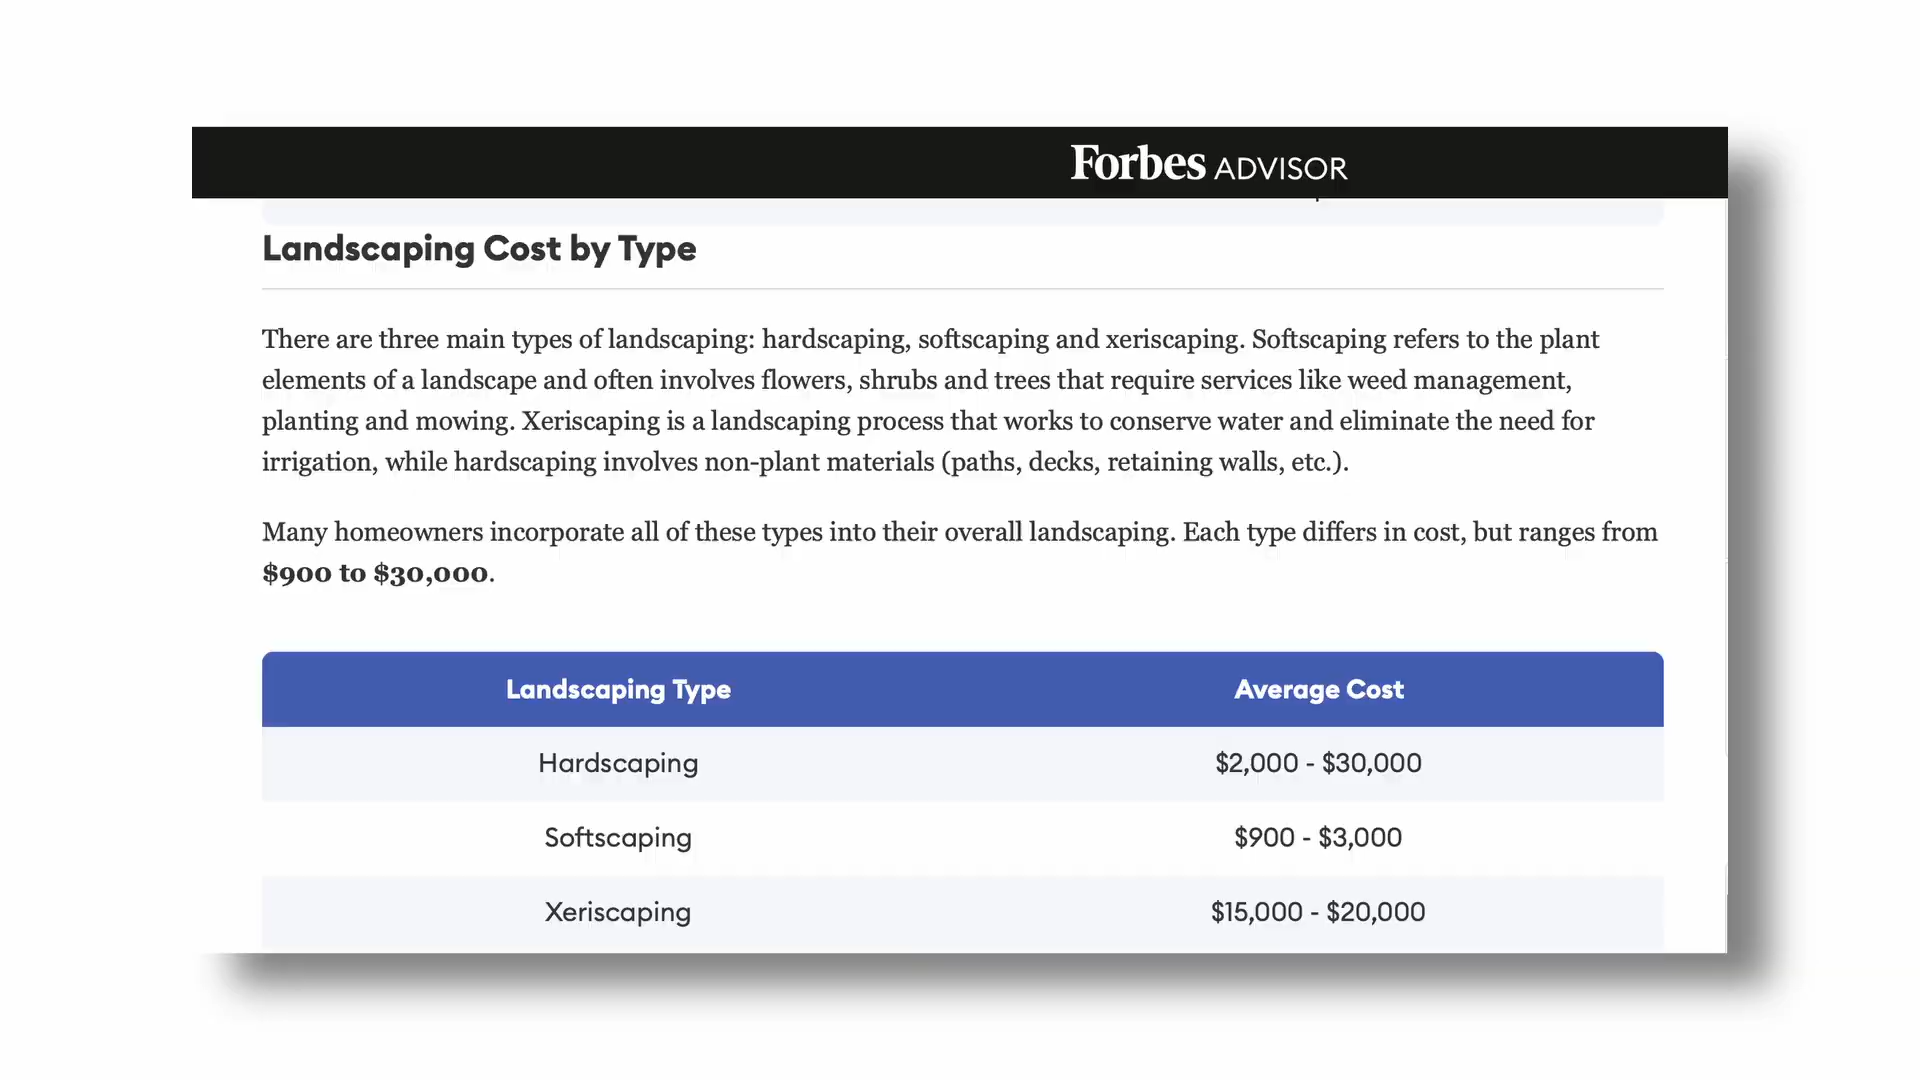 Forbes ADVISOR
Landscaping Cost by Type
There are three main types of landscaping: hardscaping, softscaping and xeriscaping. Softscaping refers to the plant
elements of a landscape and often involves flowers, shrubs and trees that require services like weed management,
planting and mowing. Xeriscaping is a landscaping process that works to conserve water and eliminate the need for
irrigation, while hardscaping involves non-plant materials (paths, decks, retaining walls, etc.).
Many homeowners incorporate all of these types into their overall landscaping. Each type differs in cost, but ranges from
$900 to $30,000.
Landscaping Type Average Cost
Hardscaping $2,000 - $30,000
Softscaping $900 - $3,000
Xeriscaping $15,000 - $20,000